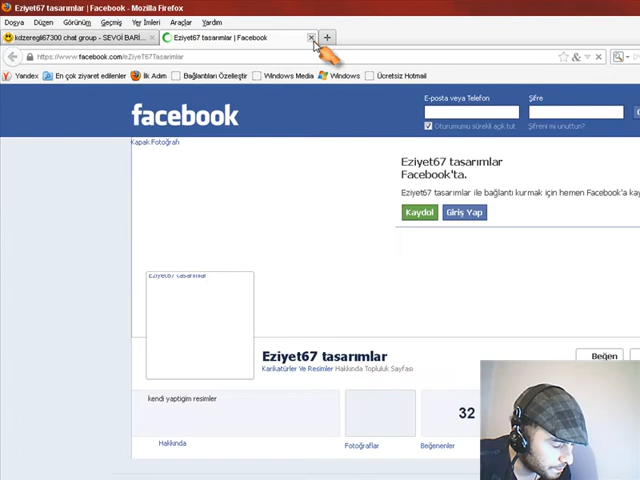 Eziyet67 tasarımlar | Facebook - Mozilla Firefox
Dosya Düzen Görünüm Geçmiş Yer İmleri Araçlar Yardım
kdzeregli67300 chat group - SEVGİ BARİ...
Eziyet67 tasarımlar | Facebook
https://www.facebook.com/eZiyeT67Tasarimlar
Yandex En çok ziyaret edilenler İlk Adım Bağlantıları Özelleştir Windows Media Windows Ücretsiz Hotmail
facebook
E-posta veya Telefon Şifre
Oturumumu sürekli açık tut Şifreni mi unuttun?
Kapak Fotoğrafı
Eziyet67 tasarımlar
Facebook'ta.
Eziyet67 tasarımlar ile bağlantı kurmak için hemen Facebook'a
Kaydol Giriş Yap
Eziyet67 tasarımlar
Eziyet67 tasarımlar
Karikatürler Ve Resimler Hakkında Topluluk Sayfası
Beğen
kendi yaptigim resimler
32
Hakkında Fotoğraflar Beğenenler